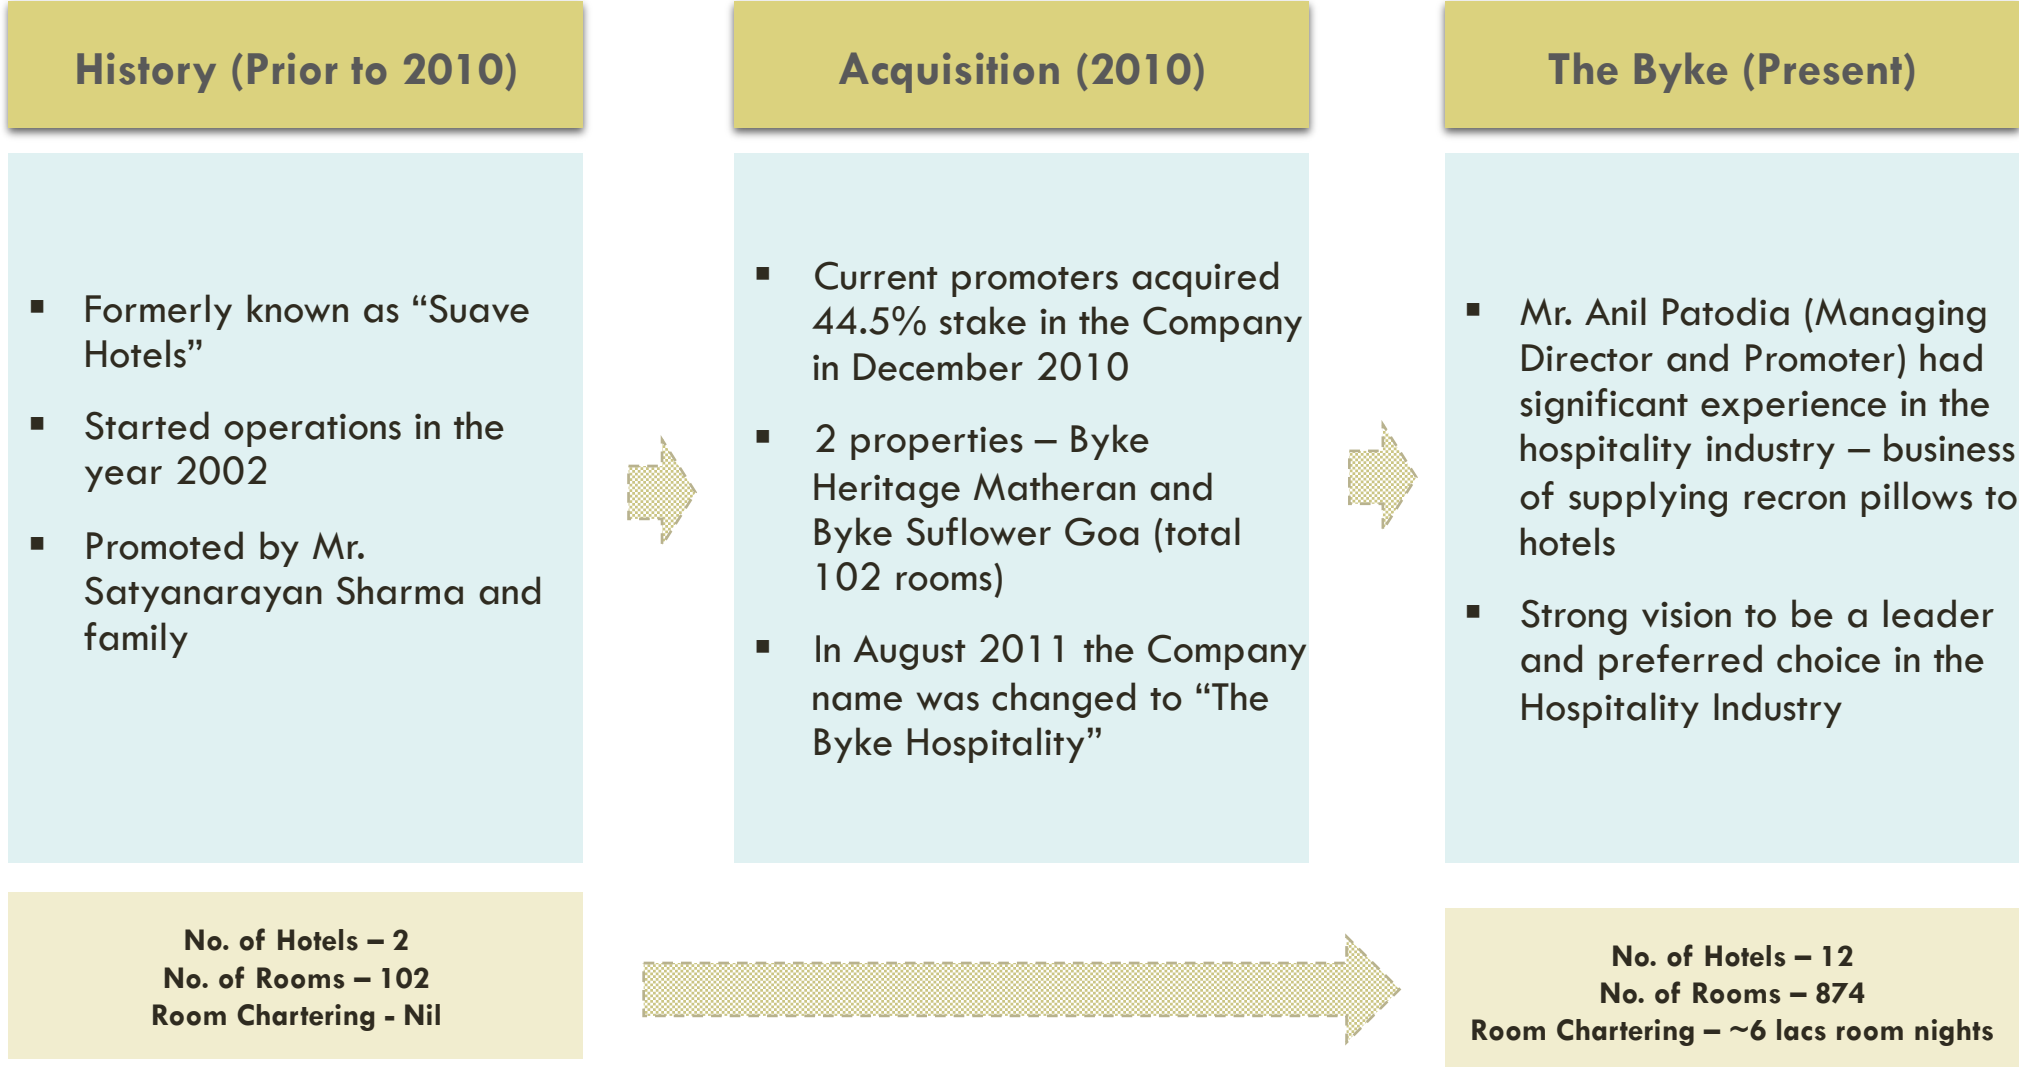 History (Prior to 2010)
▪ Formerly known as “Suave
Hotels”
▪ Started operations in the
year 2002
▪ Promoted by Mr.
Satyanarayan Sharma and
family
No. of Hotels – 2
No. of Rooms – 102
Room Chartering - Nil
Acquisition (2010)
▪ Current promoters acquired
44.5% stake in the Company
in December 2010
▪ 2 properties – Byke
Heritage Matheran and
Byke Suflower Goa (total
102 rooms)
▪ In August 2011 the Company
name was changed to “The
Byke Hospitality”
The Byke (Present)
▪ Mr. Anil Patodia (Managing
Director and Promoter) had
significant experience in the
hospitality industry – business
of supplying recron pillows to
hotels
▪ Strong vision to be a leader
and preferred choice in the
Hospitality Industry
No. of Hotels – 12
No. of Rooms – 874
Room Chartering – ~6 lacs room nights